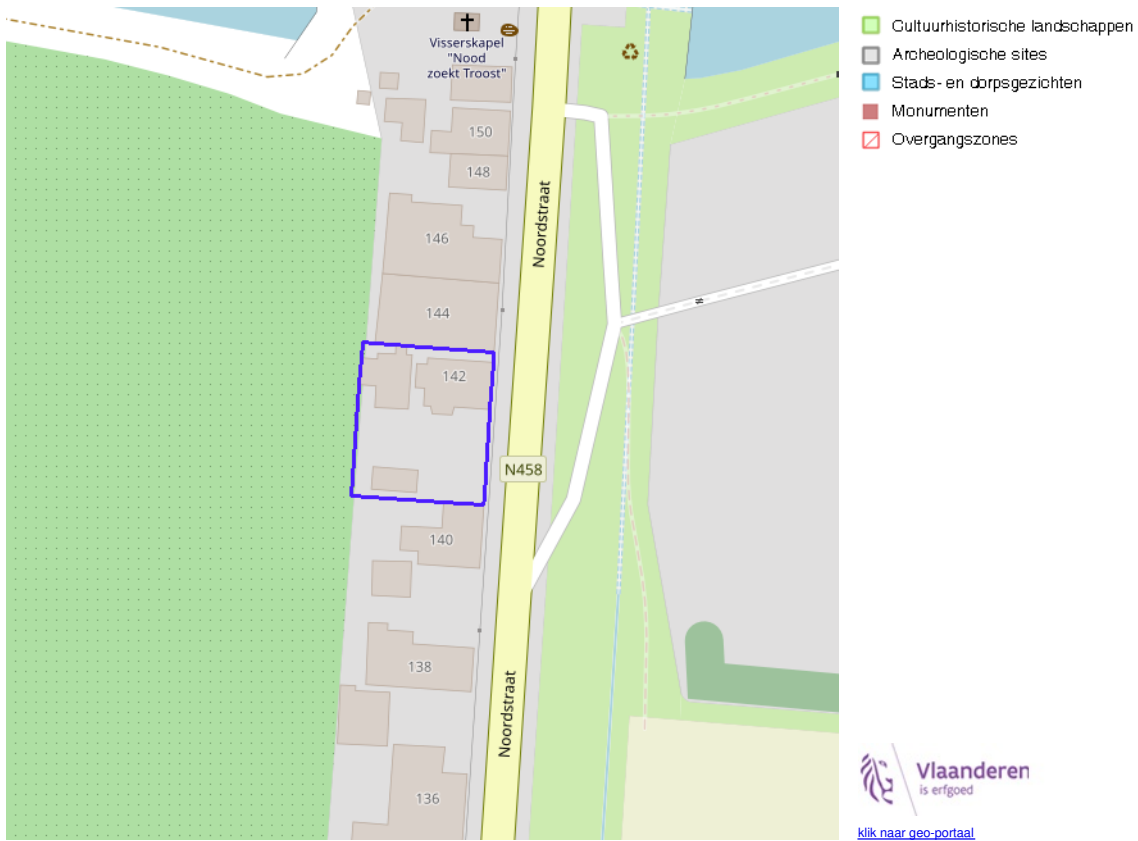 Visserskapel
"Nood
zoekt Troost"
150
148
Noordstraat
146
144
142
N458
140
138
Noordstraat
136
Cultuurhistorische landschappen
Archeologische sites
Stads- en dorpsgezichten
Monumenten
Overgangszones
Vlaanderen
is erfgoed
klik naar geo-portaal